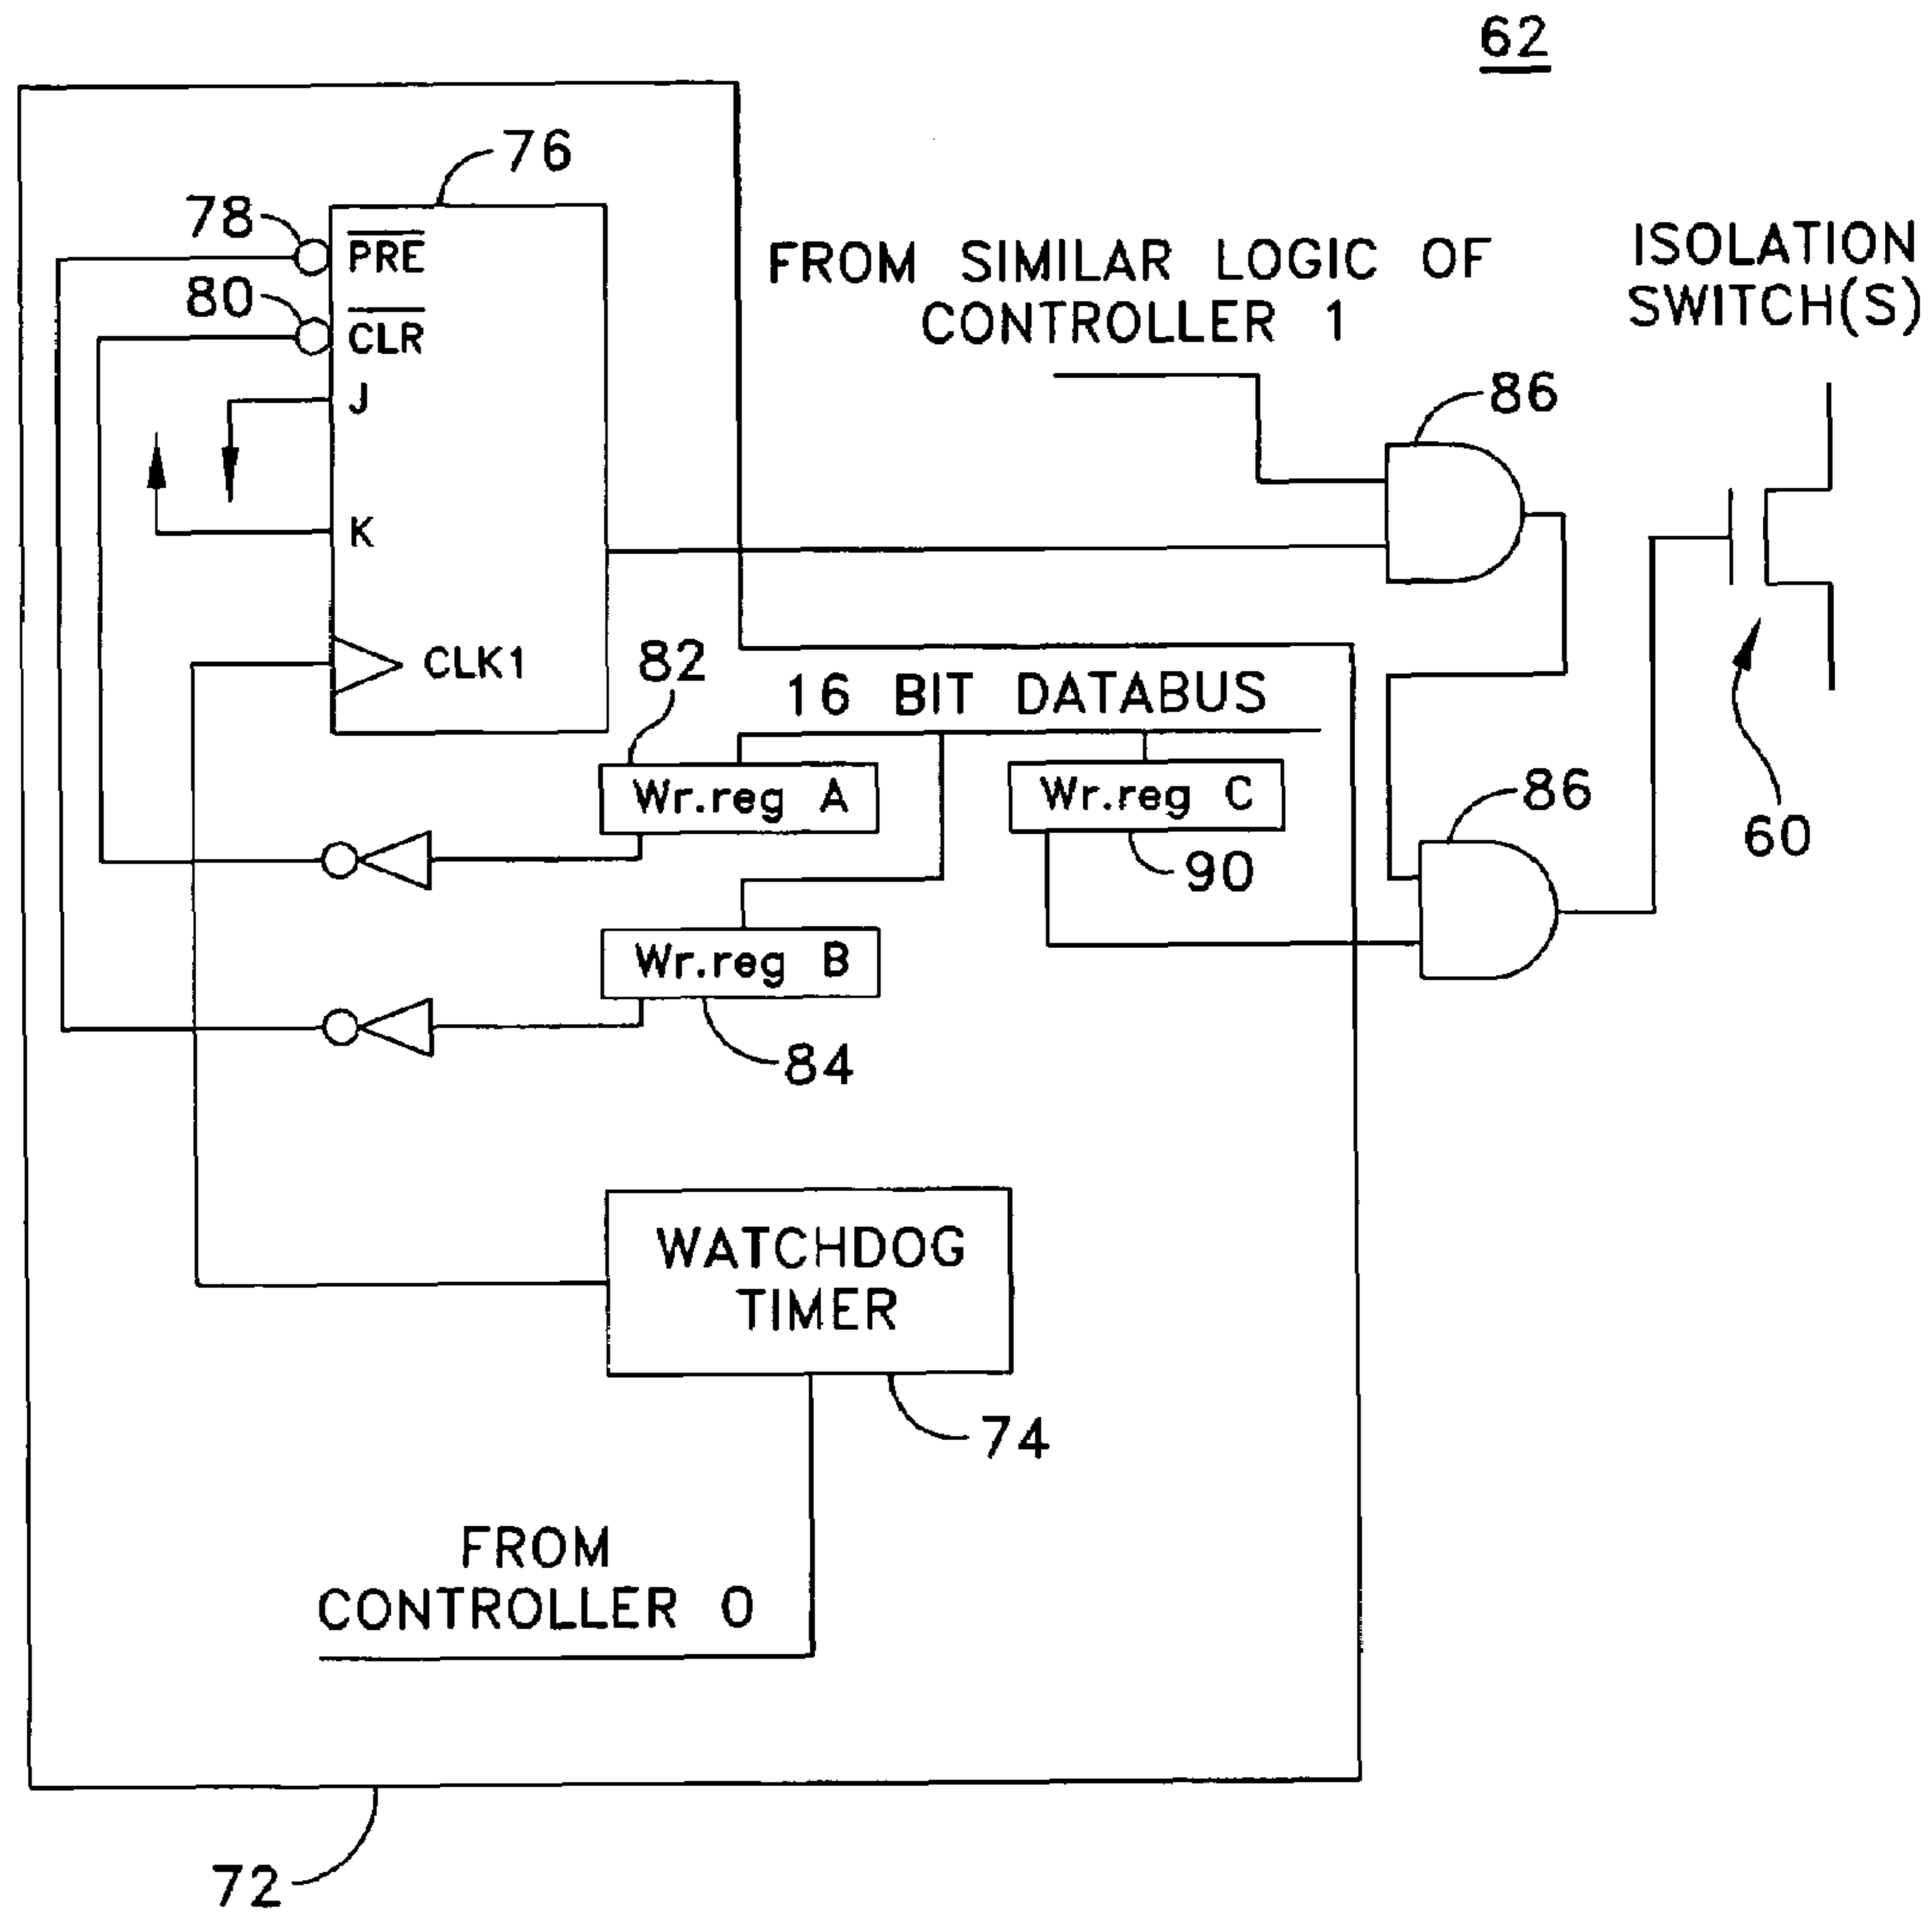 62
76
78
PRE
80
CLR
J
K
CLK1
FROM SIMILAR LOGIC OF
CONTROLLER 1
ISOLATION
SWITCH(S)
86
82
16 BIT DATABUS
Wr.reg A
Wr.reg C
90
86
60
Wr.reg B
84
WATCHDOG
TIMER
74
FROM
CONTROLLER 0
72